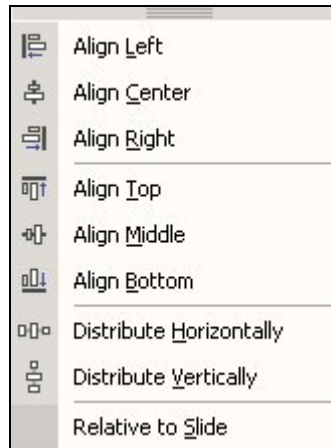 Align Left
Align Center
Align Right
Align Top
Align Middle
Align Bottom
Distribute Horizontally
Distribute Vertically
Relative to Slide